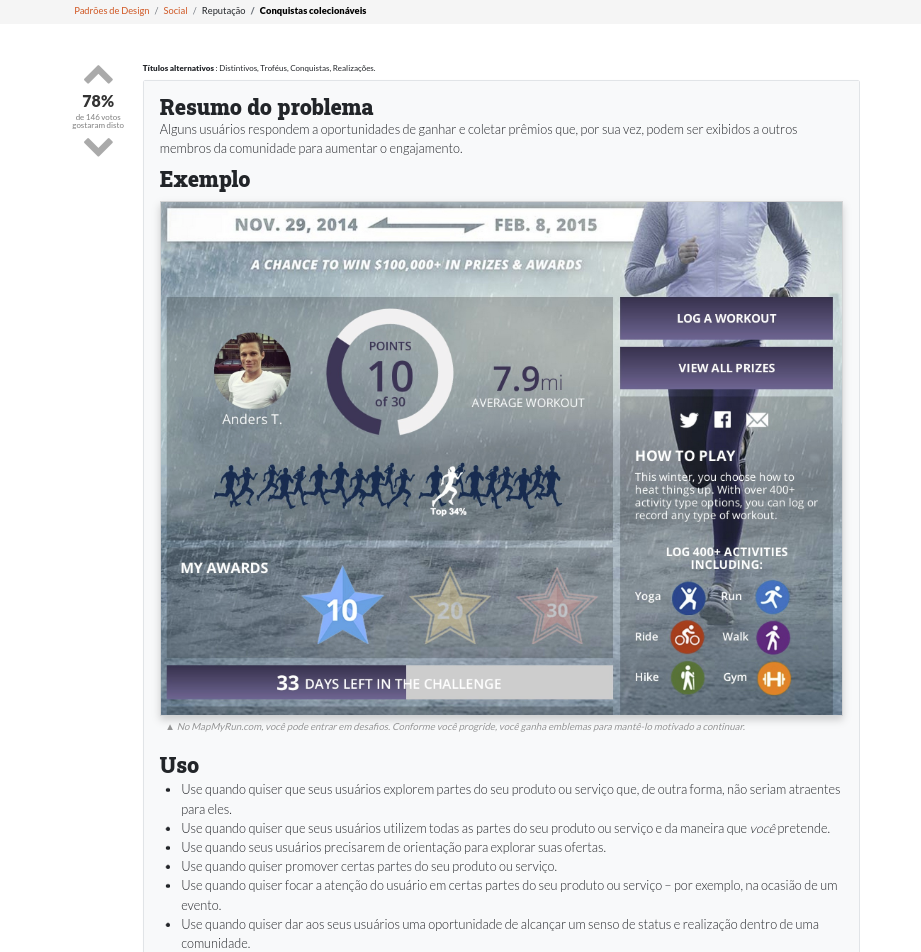 Padrões de Design / Social / Reputação / Conquistas colecionáveis
Títulos alternativos : Distintivos, Troféus, Conquistas, Realizações.
78%
de 146 votos
gostaram disto
Resumo do problema
Alguns usuários respondem a oportunidades de ganhar e coletar prêmios que, por sua vez, podem ser exibidos a outros
membros da comunidade para aumentar o engajamento.
Exemplo
NOV. 29, 2014 FEB. 8, 2015
A CHANCE TO WIN $100,000+ IN PRIZES & AWARDS
POINTS
10
of 30
Anders T.
7.9mi
AVERAGE WORKOUT
Top 34%
MY AWARDS
10 20 30
33 DAYS LEFT IN THE CHALLENGE
LOG A WORKOUT
VIEW ALL PRIZES
HOW TO PLAY
This winter, you choose how to
heat things up. With over 400+
activity type options, you can log or
record any type of workout.
LOG 400+ ACTIVITIES
INCLUDING:
Yoga Run
Ride Walk
Hike Gym
▲ No MapMyRun.com, você pode entrar em desafios. Conforme você progride, você ganha emblemas para mantê-lo motivado a continuar.
Uso
• Use quando quiser que seus usuários explorem partes do seu produto ou serviço que, de outra forma, não seriam atraentes
para eles.
• Use quando quiser que seus usuários utilizem todas as partes do seu produto ou serviço e da maneira que você pretende.
• Use quando seus usuários precisarem de orientação para explorar suas ofertas.
• Use quando quiser promover certas partes do seu produto ou serviço.
• Use quando quiser focar a atenção do usuário em certas partes do seu produto ou serviço – por exemplo, na ocasião de um
evento.
• Use quando quiser dar aos seus usuários uma oportunidade de alcançar um senso de status e realização dentro de uma
comunidade.